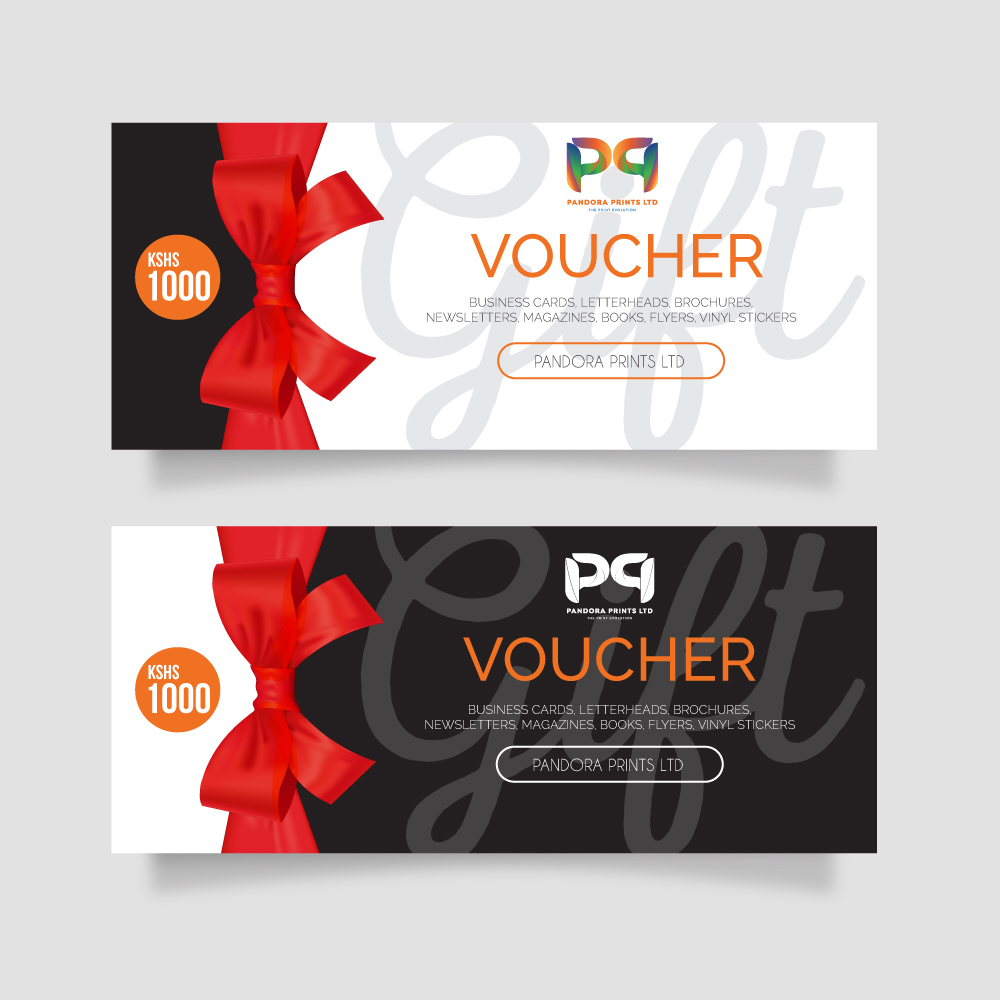 Gift
PANDORA PRINTS LTD
THE PRINT EVOLUTION
VOUCHER
KSHS
1000
BUSINESS CARDS, LETTERHEADS, BROCHURES,
NEWSLETTERS, MAGAZINES, BOOKS, FLYERS, VINYL STICKERS
PANDORA PRINTS LTD
Gift
PANDORA PRINTS LTD
THE PRINT EVOLUTION
VOUCHER
KSHS
1000
BUSINESS CARDS, LETTERHEADS, BROCHURES,
NEWSLETTERS, MAGAZINES, BOOKS, FLYERS, VINYL STICKERS
PANDORA PRINTS LTD